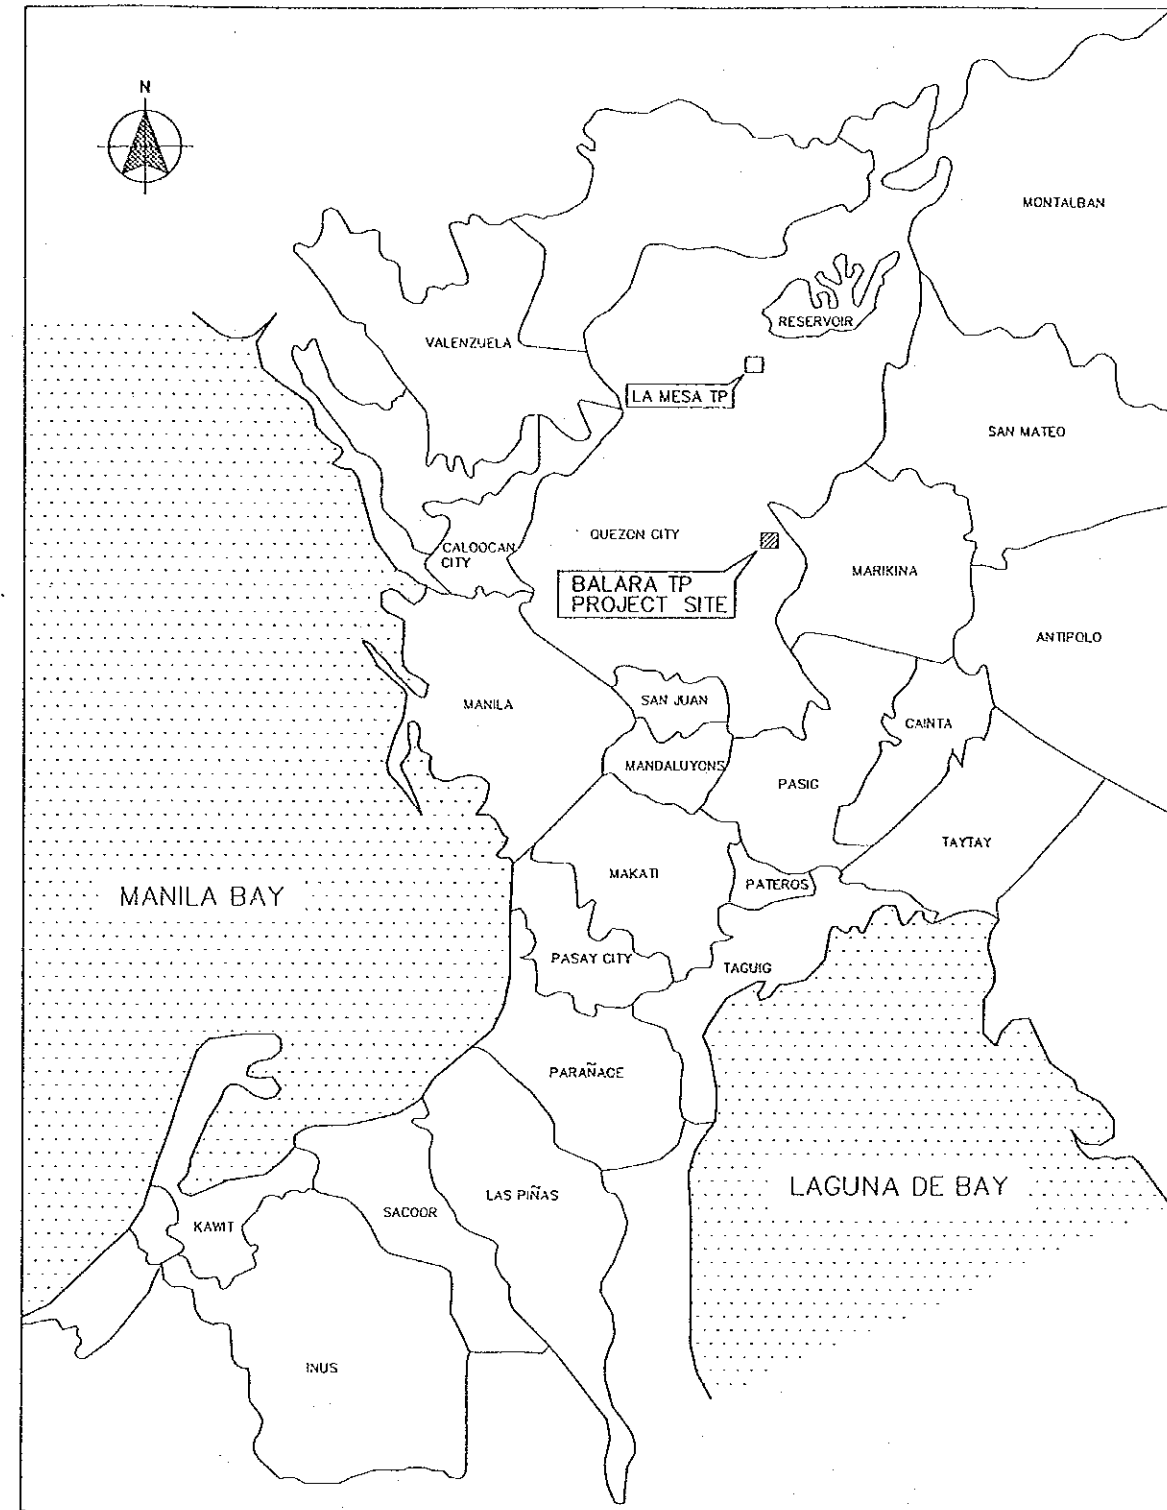 N
MONTALBAN
RESERVOIR
VALENZUELA
LA MESA TP
SAN MATEO
QUEZON CITY
CALOOCAN
CITY
MARIKINA
BALARA TP
PROJECT SITE
ANTIPOLO
SAN JUAN
MANILA
CAINTA
MANDALUYONS
PASIG
TAYTAY
MAKATI
PATEROS
MANILA BAY
PASAY CITY
TAGUIG
PARAÑACE
LAGUNA DE BAY
LAS PIÑAS
SACOOR
KAWIT
INUS